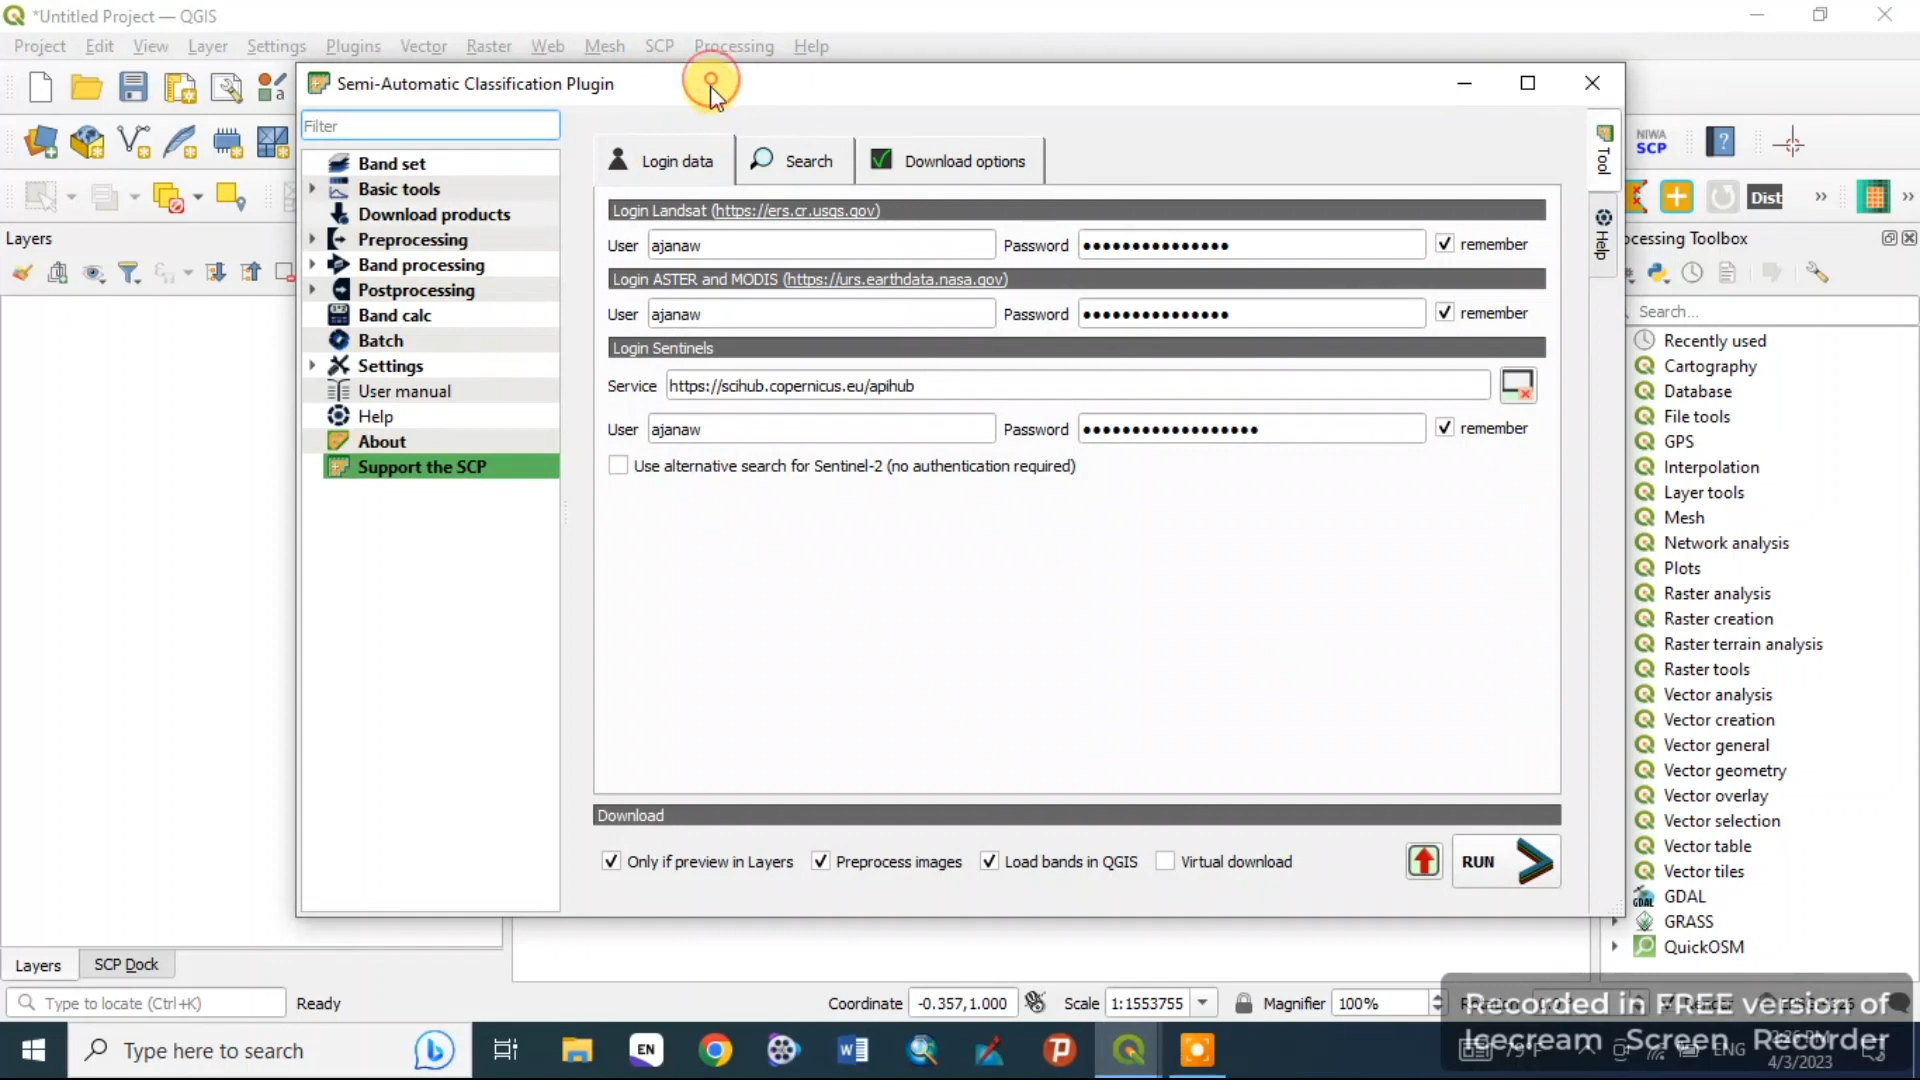 *Untitled Project — QGIS
Project Edit View Layer Settings Plugins Vector Raster Web Mesh SCP Processing Help
Semi-Automatic Classification Plugin
Filter
Band set
Basic tools
Download products
Preprocessing
Band processing
Postprocessing
Band calc
Batch
Settings
User manual
Help
About
Support the SCP
Login data Search Download options
Login Landsat (https://ers.cr.usgs.gov)
User ajanaw Password ●●●●●●●●●●●●●●● remember
Login ASTER and MODIS (https://urs.earthdata.nasa.gov)
User ajanaw Password ●●●●●●●●●●●●●●● remember
Login Sentinels
Service https://scihub.copernicus.eu/apihub
User ajanaw Password ●●●●●●●●●●●●●●●●●● remember
Use alternative search for Sentinel-2 (no authentication required)
Download
Only if preview in Layers Preprocess images Load bands in QGIS Virtual download RUN
Tool
Help
NIWA
SCP
Dist
Layers
ocessing Toolbox
Search...
Recently used
Cartography
Database
File tools
GPS
Interpolation
Layer tools
Mesh
Network analysis
Plots
Raster analysis
Raster creation
Raster terrain analysis
Raster tools
Vector analysis
Vector creation
Vector general
Vector geometry
Vector overlay
Vector selection
Vector table
Vector tiles
GDAL
GRASS
QuickOSM
Layers SCP Dock
Type to locate (Ctrl+K) Ready Coordinate -0.357,1.000 Scale 1:1553755 Magnifier 100%
Recorded in FREE version of
Icecream Screen Recorder
Type here to search EN ENG
4/3/2023